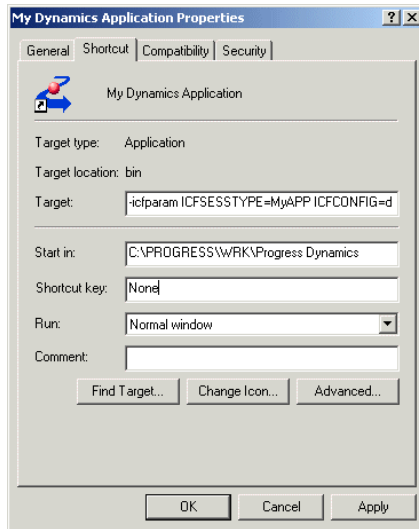 My Dynamics Application Properties
General Shortcut Compatibility Security
My Dynamics Application
Target type: Application
Target location: bin
Target: -icfparam ICFSESSTYPE=MyAPP ICFCONFIG=d
Start in: C:\PROGRESS\WRK\Progress Dynamics
Shortcut key: None
Run: Normal window
Comment:
Find Target... Change Icon... Advanced...
OK Cancel Apply